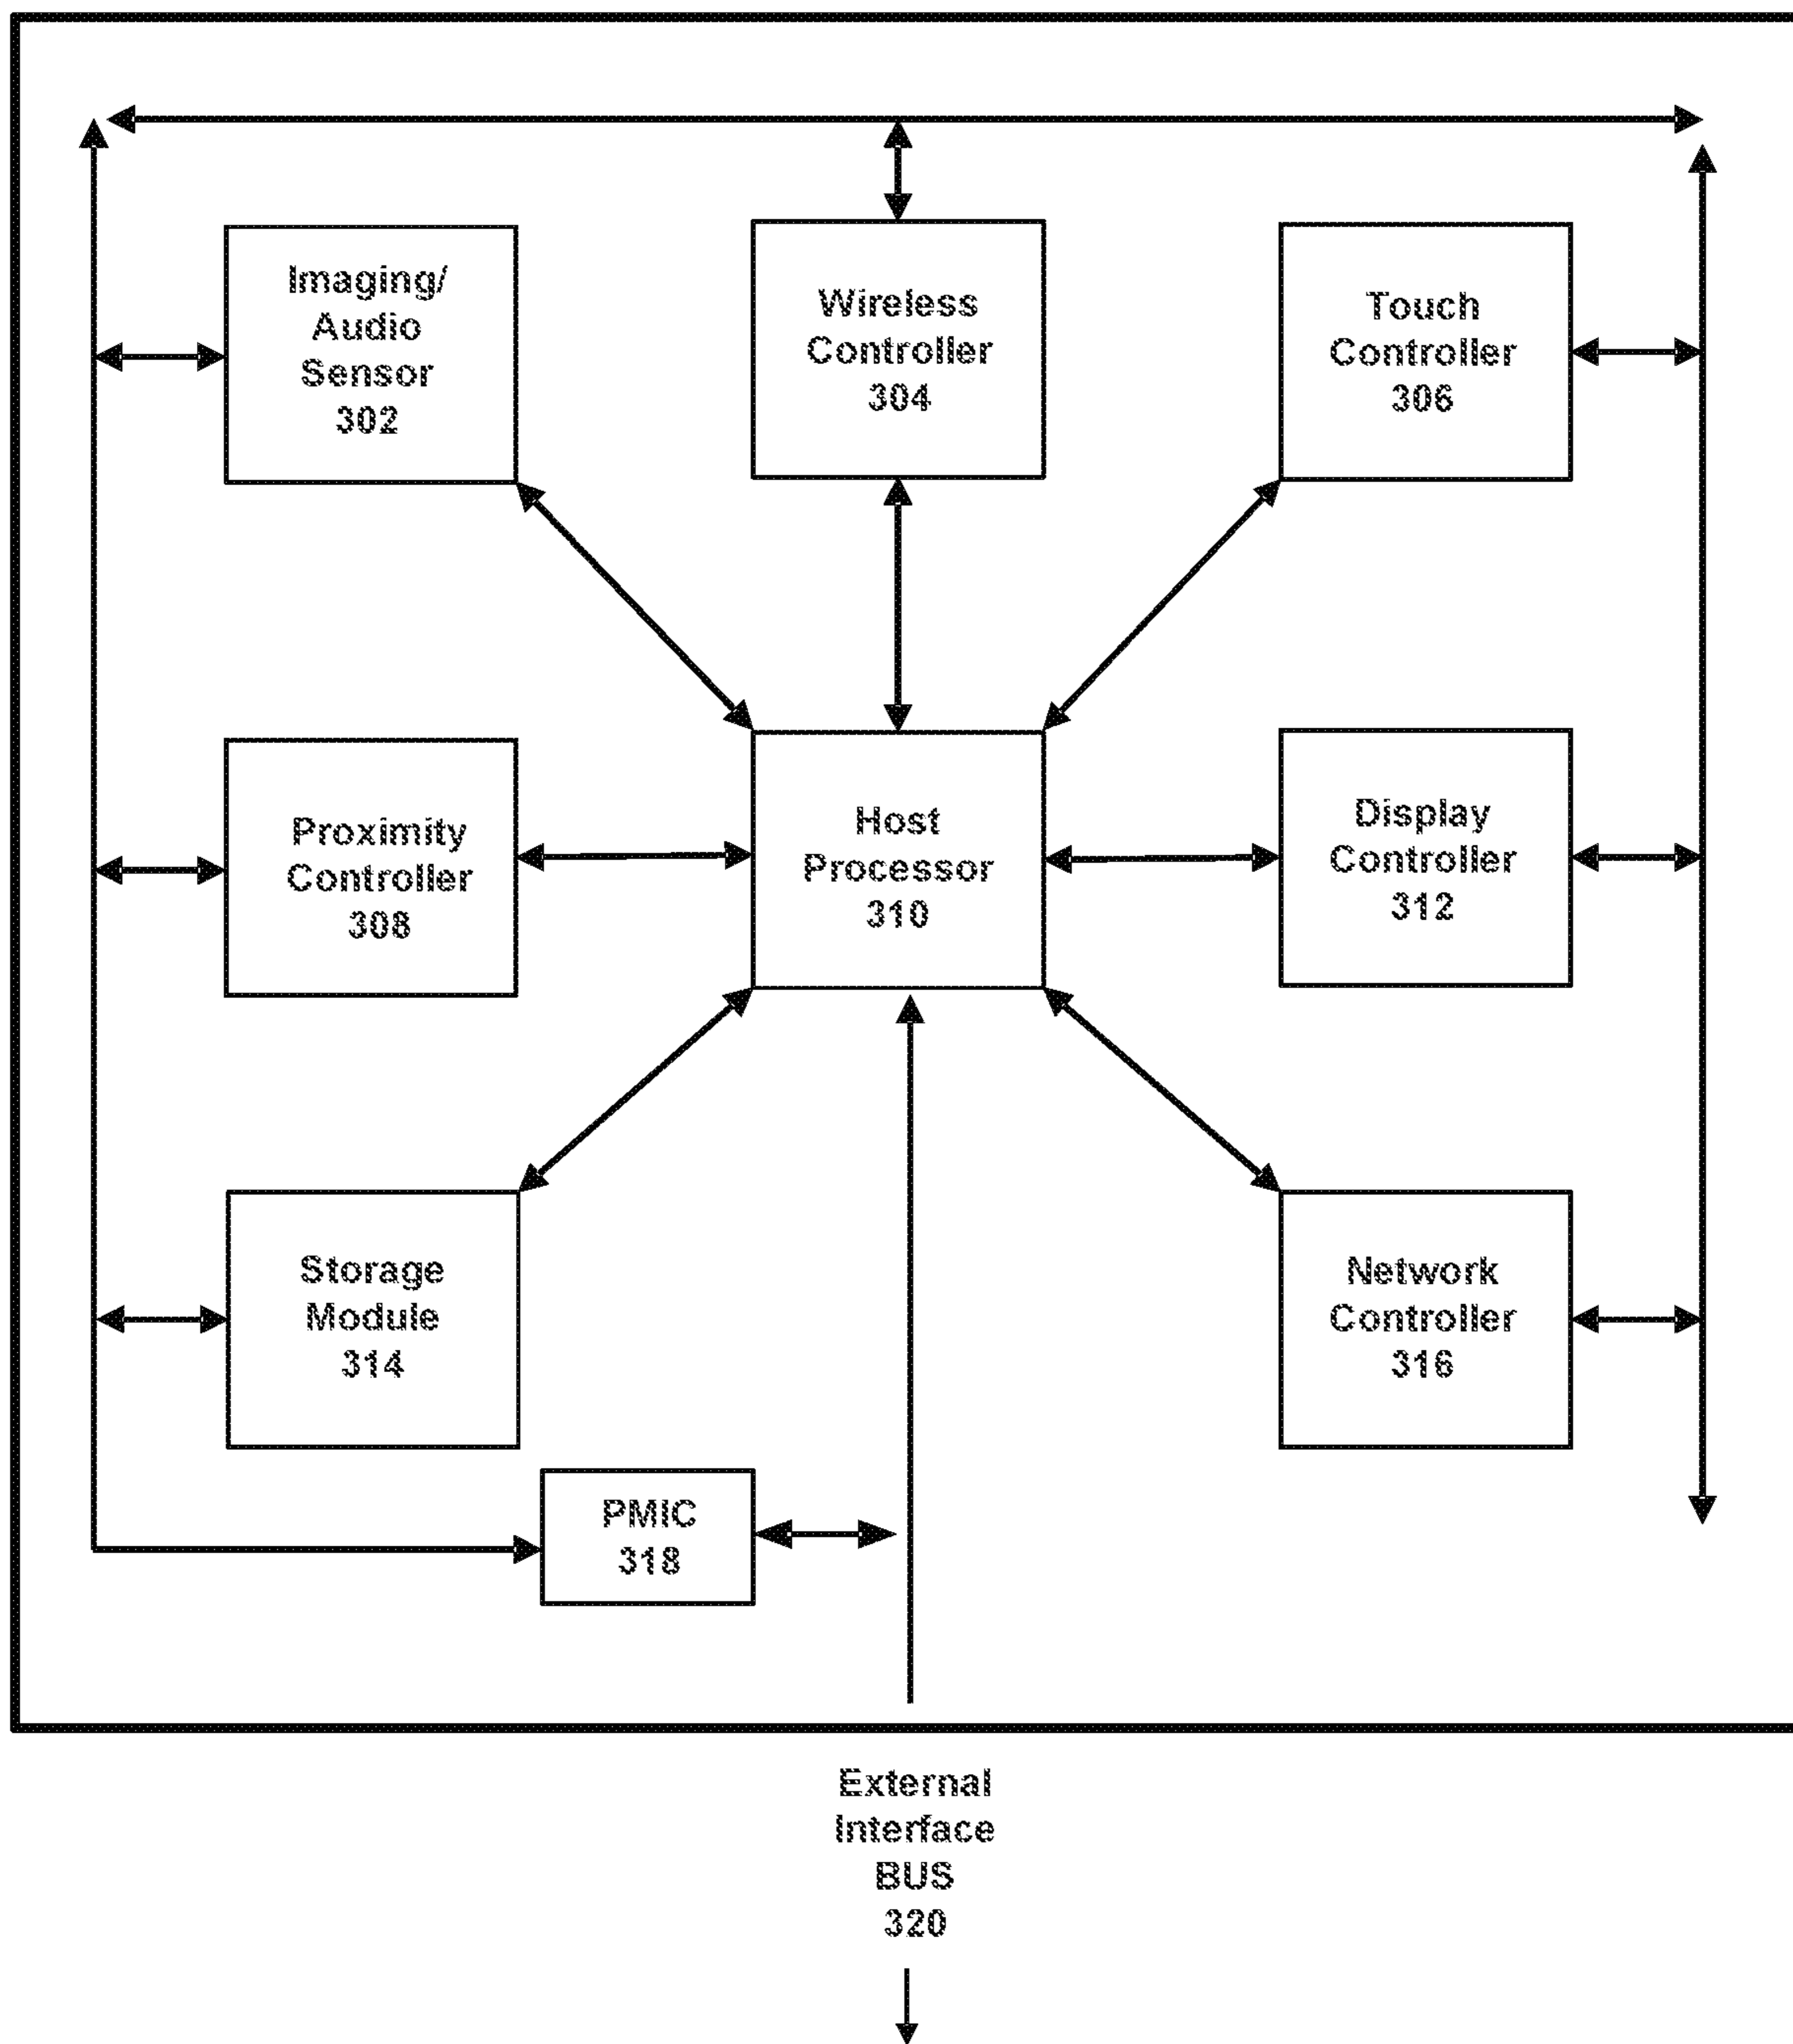 Imaging/
Audio
Sensor
302
Wireless
Controller
304
Touch
Controller
306
Proximity
Controller
308
Host
Processor
310
Display
Controller
312
Storage
Module
314
Network
Controller
316
PMIC
318
External
Interface
BUS
320